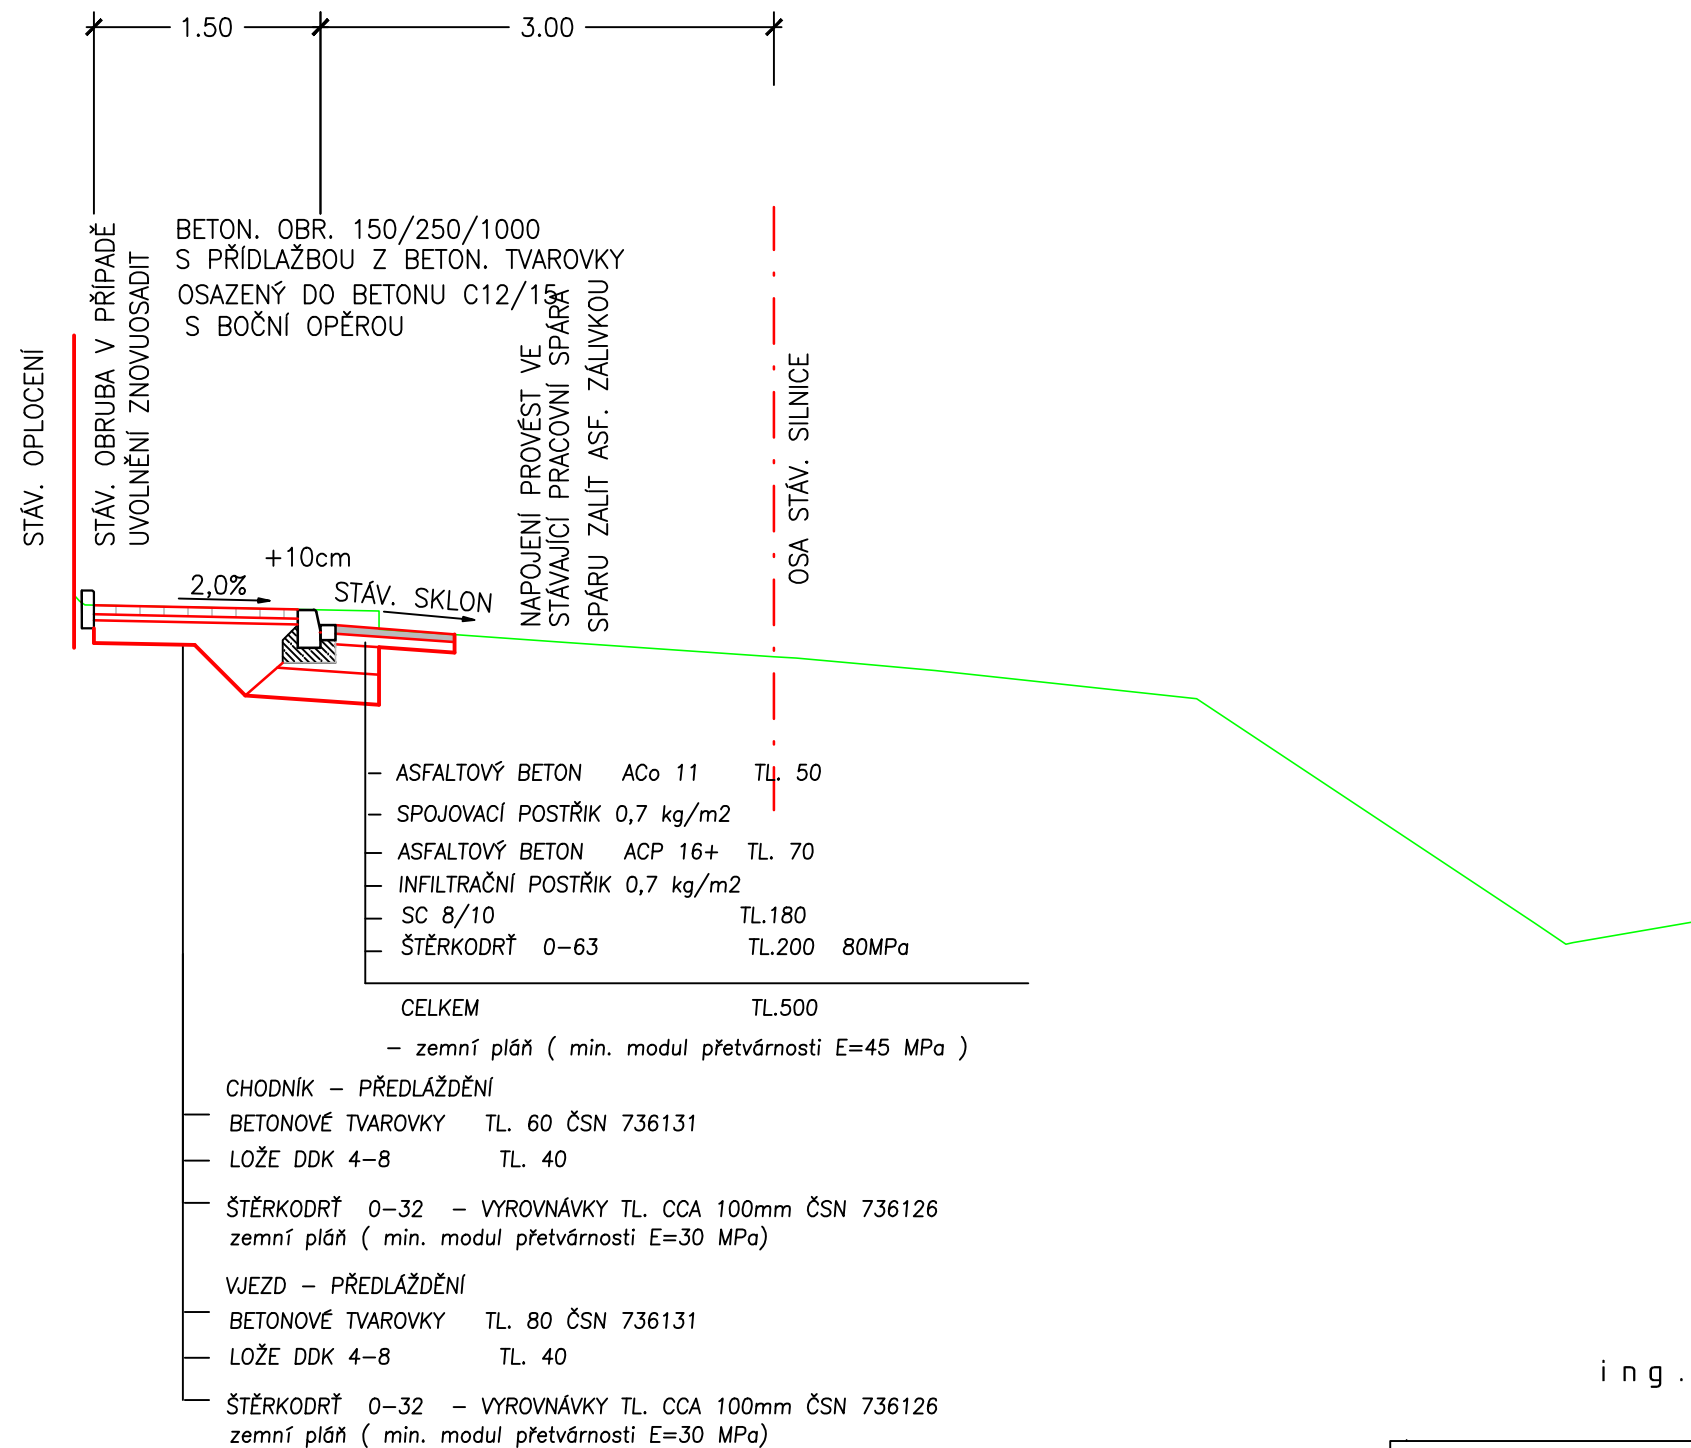 1.50
3.00
BETON. OBR. 150/250/1000
S PŘÍDLAŽBOU Z BETON. TVAROVKY
OSAZENÝ DO BETONU C12/15
S BOČNÍ OPĚROU
STÁV. OPLOCENÍ
STÁV. OBRUBA V PŘÍPADĚ
UVOLNĚNÍ ZNOVUOSADIT
NAPOJENÍ PROVÉST VE
STÁVAJÍCÍ PRACOVNÍ SPÁŘA
SPÁRU ZALÍT ASF. ZÁLIVKOU
OSA STÁV. SILNICE
+10cm
2,0%
STÁV. SKLON
ASFALTOVÝ BETON ACo 11 TL. 50
SPOJOVACÍ POSTŘIK 0,7 kg/m2
ASFALTOVÝ BETON ACP 16+ TL. 70
INFILTRAČNÍ POSTŘIK 0,7 kg/m2
SC 8/10 TL.180
ŠTĚRKODRŤ 0-63 TL.200 80MPa
CELKEM TL.500
- zemní pláň ( min. modul přetvárnosti E=45 MPa )
CHODNÍK - PŘEDLÁŽDĚNÍ
BETONOVÉ TVAROVKY TL. 60 ČSN 736131
LOŽE DDK 4-8 TL. 40
ŠTĚRKODRŤ 0-32 - VYROVNÁVKY TL. CCA 100mm ČSN 736126
zemní pláň ( min. modul přetvárnosti E=30 MPa)
VJEZD - PŘEDLÁŽDĚNÍ
BETONOVÉ TVAROVKY TL. 80 ČSN 736131
LOŽE DDK 4-8 TL. 40
ŠTĚRKODRŤ 0-32 - VYROVNÁVKY TL. CCA 100mm ČSN 736126
zemní pláň ( min. modul přetvárnosti E=30 MPa)
ing.